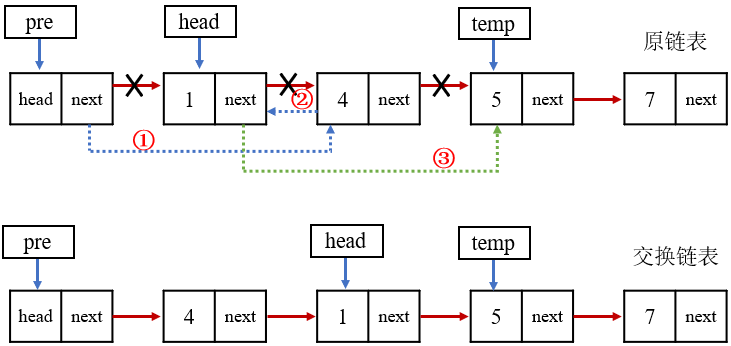 pre head temp 原链表
head next 1 next 4 5 next 7 next
②
① ③
pre head temp 交换链表
head next 4 next 1 next 5 next 7 next